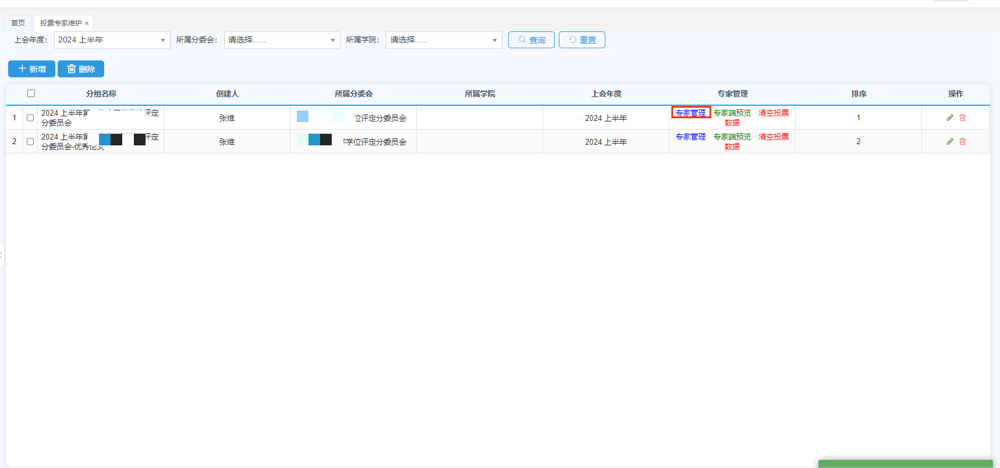 首页 投票专家维护 ×
上会年度： 2024 上半年 所属分委会： 请选择...... 所属学院： 请选择...... 查询 重置
新增 删除
分组名称 创建人 所属分委会 所属学院 上会年度 专家管理 排序 操作
1 2024 上半年第 评定 张维 位评定分委员会 2024 上半年 专家管理 专家端预览 清空投票 1
分委员会 数据
2 2024 上半年第 评定 张维 学位评定分委员会 2024 上半年 专家管理 专家端预览 清空投票 2
分委员会-优秀论文 数据